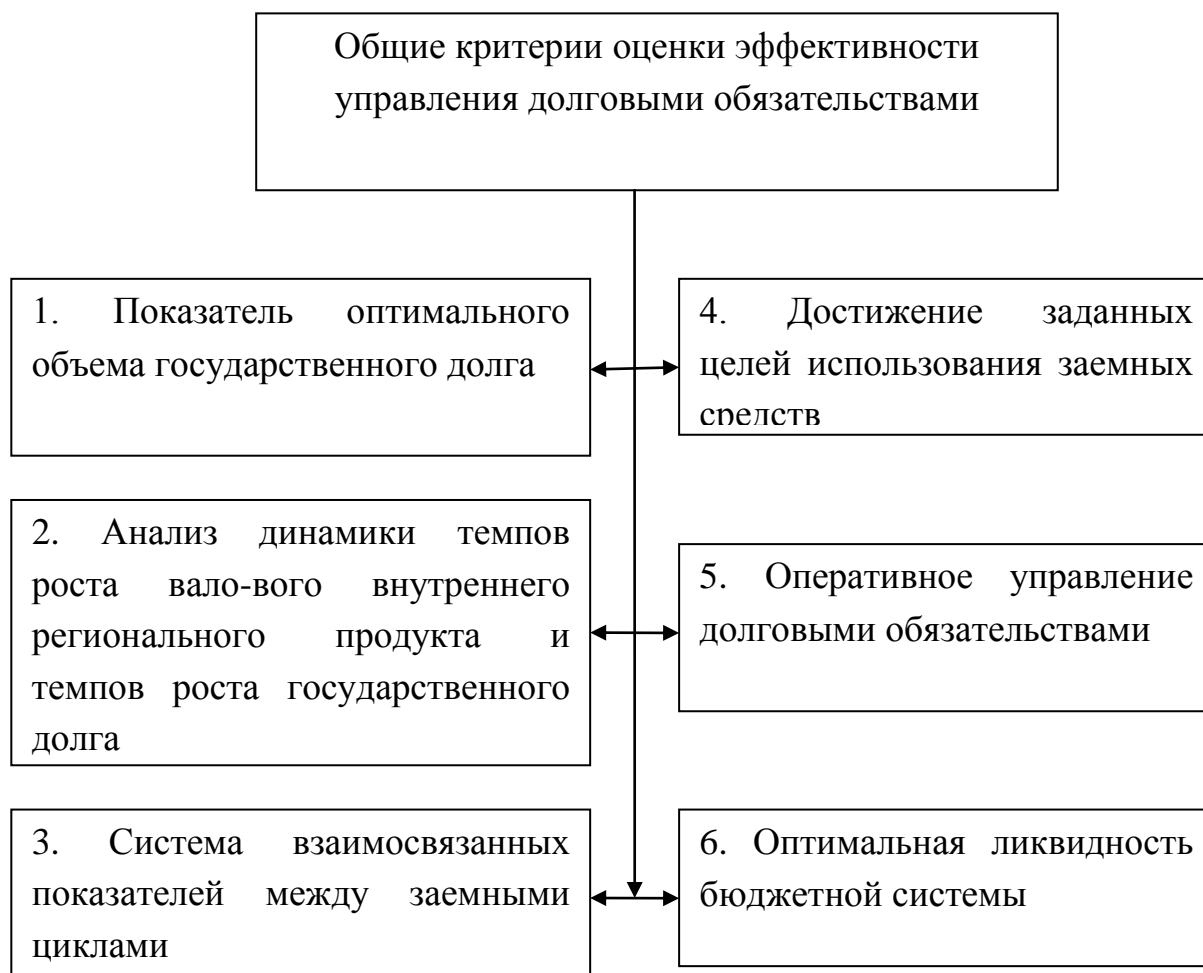 Общие критерии оценки эффективности
управления долговыми обязательствами
1. Показатель оптимального
объема государственного долга
2. Анализ динамики темпов
роста вало-вого внутреннего
регионального продукта и
темпов роста государственного
долга
3. Система взаимосвязанных
показателей между заемными
циклами
4. Достижение заданных
целей использования заемных
средств
5. Оперативное управление
долговыми обязательствами
6. Оптимальная ликвидность
бюджетной системы